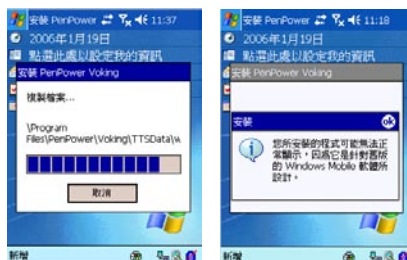 安裝 PenPower 11:37
2006年1月19日
點選此處以設定我的資訊
安裝 PenPower Voking
複製檔案...
\Program
Files\PenPower\Voking\TTSData\w
取消
新增
安裝 PenPower 11:18
2006年1月19日
點選此處以設定我的資訊
安裝 PenPower Voking
安裝 ok
您所安裝的程式可能無法正
常顯示，因為它是針對舊版
的 Windows Mobile 軟體所
設計。
新增